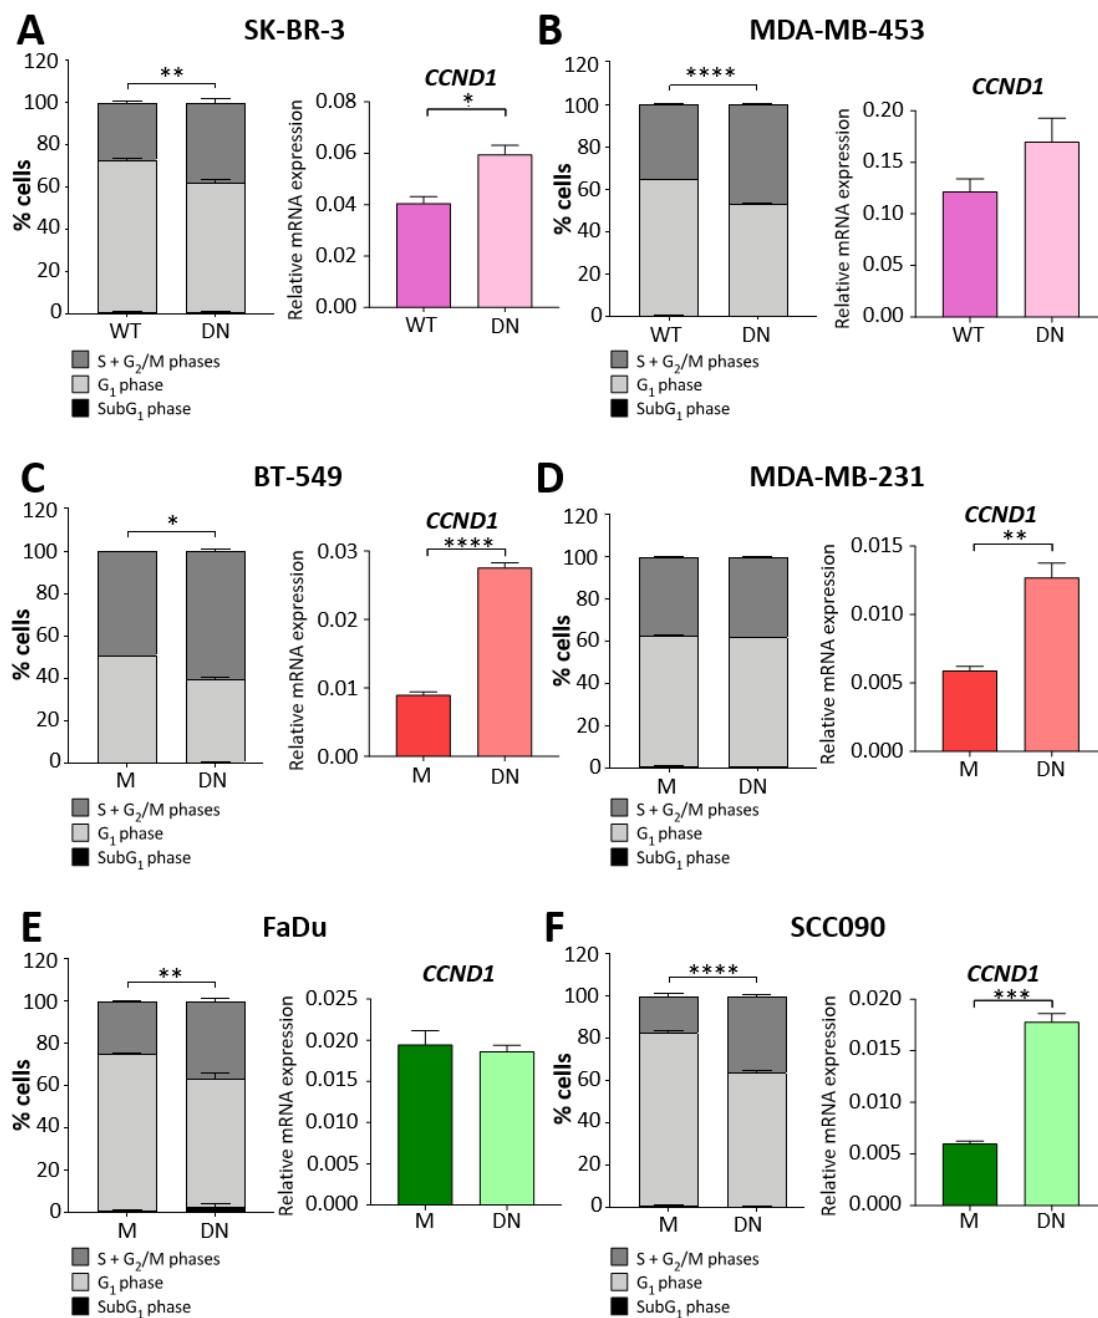 A
SK-BR-3
120
100
80
60
40
20
0
% cells
**
WT
DN
CCND1
*
0.08
0.06
0.04
0.02
0.00
Relative mRNA expression
WT
DN
S + G₂/M phases
G₁ phase
SubG₁ phase
B
MDA-MB-453
120
100
80
60
40
20
0
% cells
****
WT
DN
CCND1
0.20
0.15
0.10
0.05
0.00
Relative mRNA expression
WT
DN
S + G₂/M phases
G₁ phase
SubG₁ phase
C
BT-549
120
100
80
60
40
20
0
% cells
*
M
DN
CCND1
****
0.03
0.02
0.01
0.00
Relative mRNA expression
M
DN
S + G₂/M phases
G₁ phase
SubG₁ phase
D
MDA-MB-231
120
100
80
60
40
20
0
% cells
M
DN
CCND1
**
0.015
0.010
0.005
0.000
Relative mRNA expression
M
DN
S + G₂/M phases
G₁ phase
SubG₁ phase
E
FaDu
120
100
80
60
40
20
0
% cells
**
M
DN
CCND1
0.025
0.020
0.015
0.010
0.005
0.000
Relative mRNA expression
M
DN
S + G₂/M phases
G₁ phase
SubG₁ phase
F
SCC090
120
100
80
60
40
20
0
% cells
****
M
DN
CCND1
***
0.020
0.015
0.010
0.005
0.000
Relative mRNA expression
M
DN
S + G₂/M phases
G₁ phase
SubG₁ phase